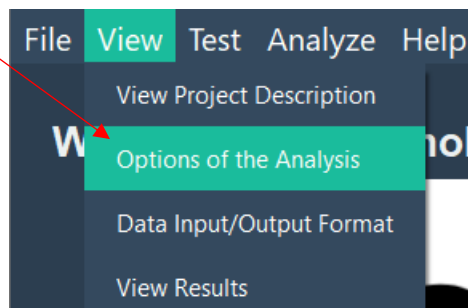 File View Test Analyze Help
View Project Description
W
Options of the Analysis
Data Input/Output Format
View Results